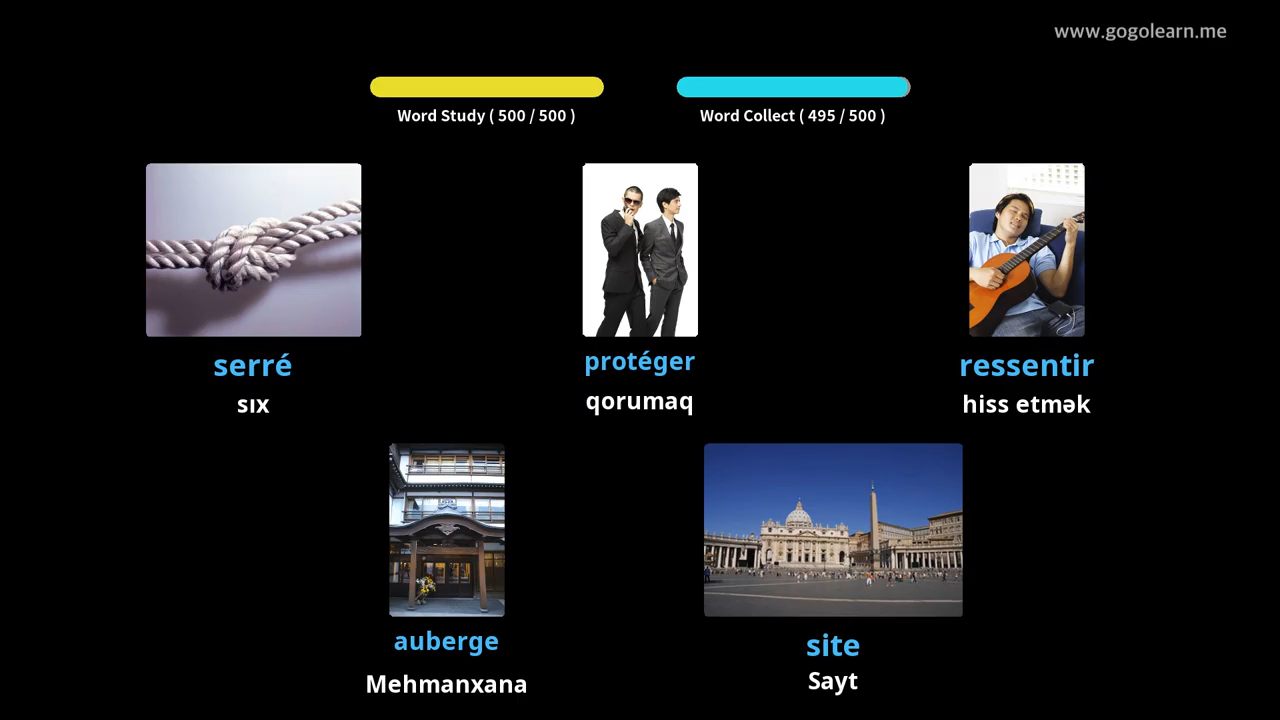 www.gogolearn.me
Word Study ( 500 / 500 )
Word Collect ( 495 / 500 )
serré
sıx
protéger
qorumaq
ressentir
hiss etmək
auberge
Mehmanxana
site
Sayt